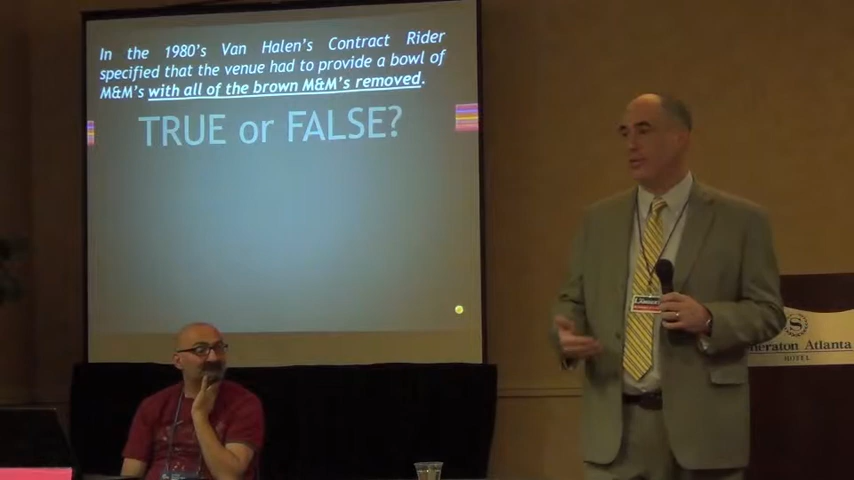 In the 1980's Van Halen's Contract Rider
specified that the venue had to provide a bowl of
M&M's with all of the brown M&M's removed.
TRUE or FALSE?
S
Sheraton Atlanta
HOTEL